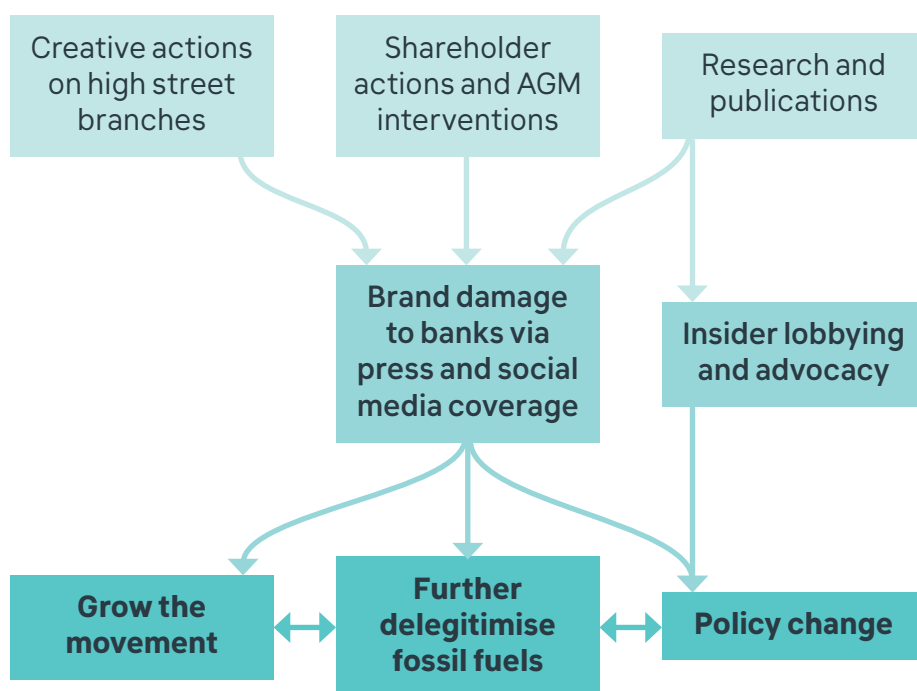 Creative actions
on high street
branches
Shareholder
actions and AGM
interventions
Research and
publications
Brand damage
to banks via
press and social
media coverage
Insider lobbying
and advocacy
Grow the
movement
Further
delegitimise
fossil fuels
Policy change